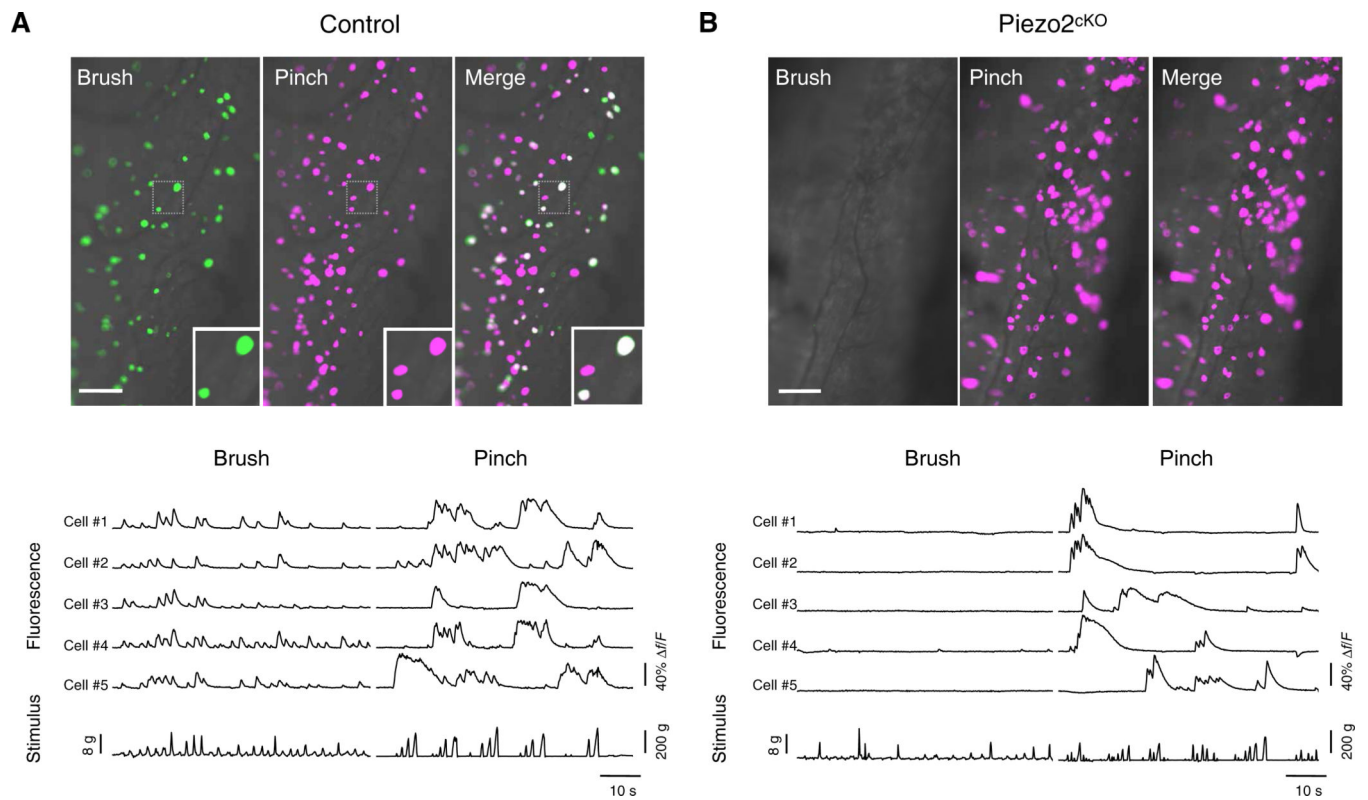 A
Control
Brush
Pinch
Merge
Brush
Pinch
Fluorescence
Cell #1
Cell #2
Cell #3
Cell #4
Cell #5
40% Δf/F
Stimulus
8 g
200 g
10 s
B
Piezo2cKO
Brush
Pinch
Merge
Brush
Pinch
Fluorescence
Cell #1
Cell #2
Cell #3
Cell #4
Cell #5
40% Δf/F
Stimulus
8 g
200 g
10 s